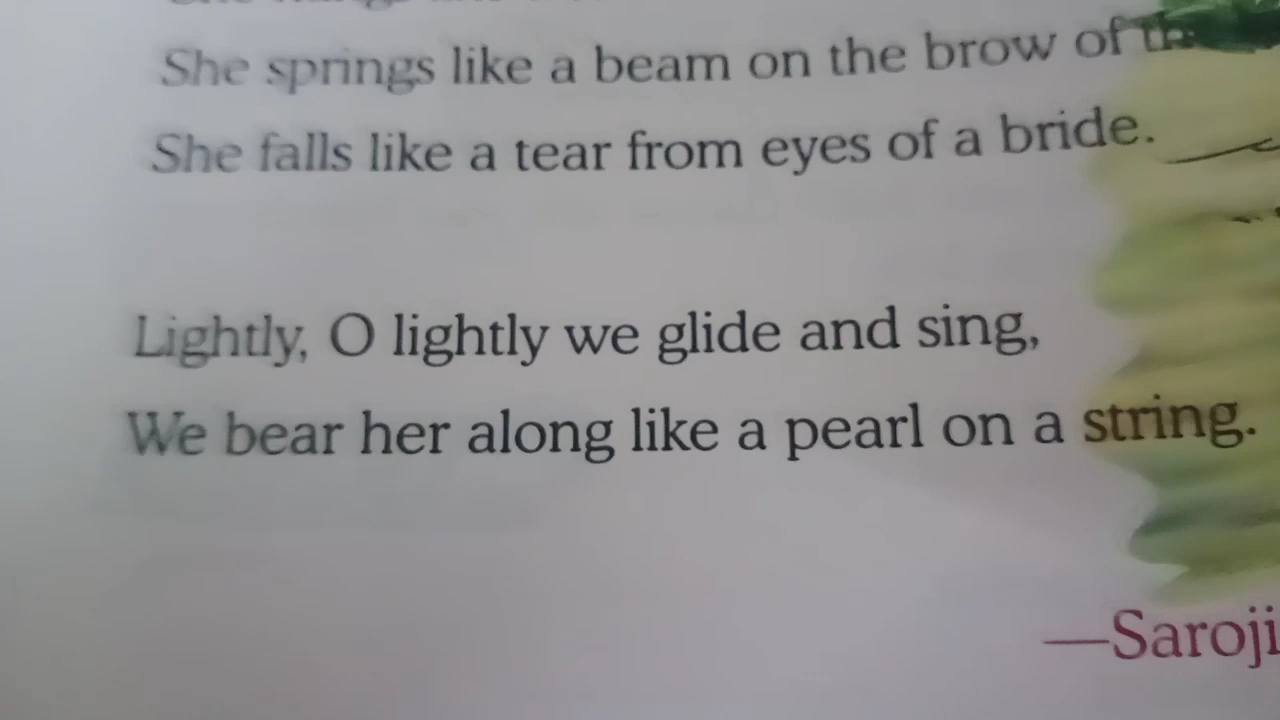 She springs like a beam on the brow of
She falls like a tear from eyes of a bride.
Lightly, O lightly we glide and sing,
We bear her along like a pearl on a string.
—Saroji